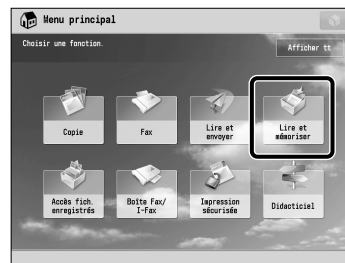 Menu principal
Choisir une fonction.
Afficher tt
Copie
Fax
Lire et
envoyer
Lire et
mémoriser
Accès fich.
enregistrés
Boîte Fax/
I-Fax
Impression
sécurisée
Didacticiel